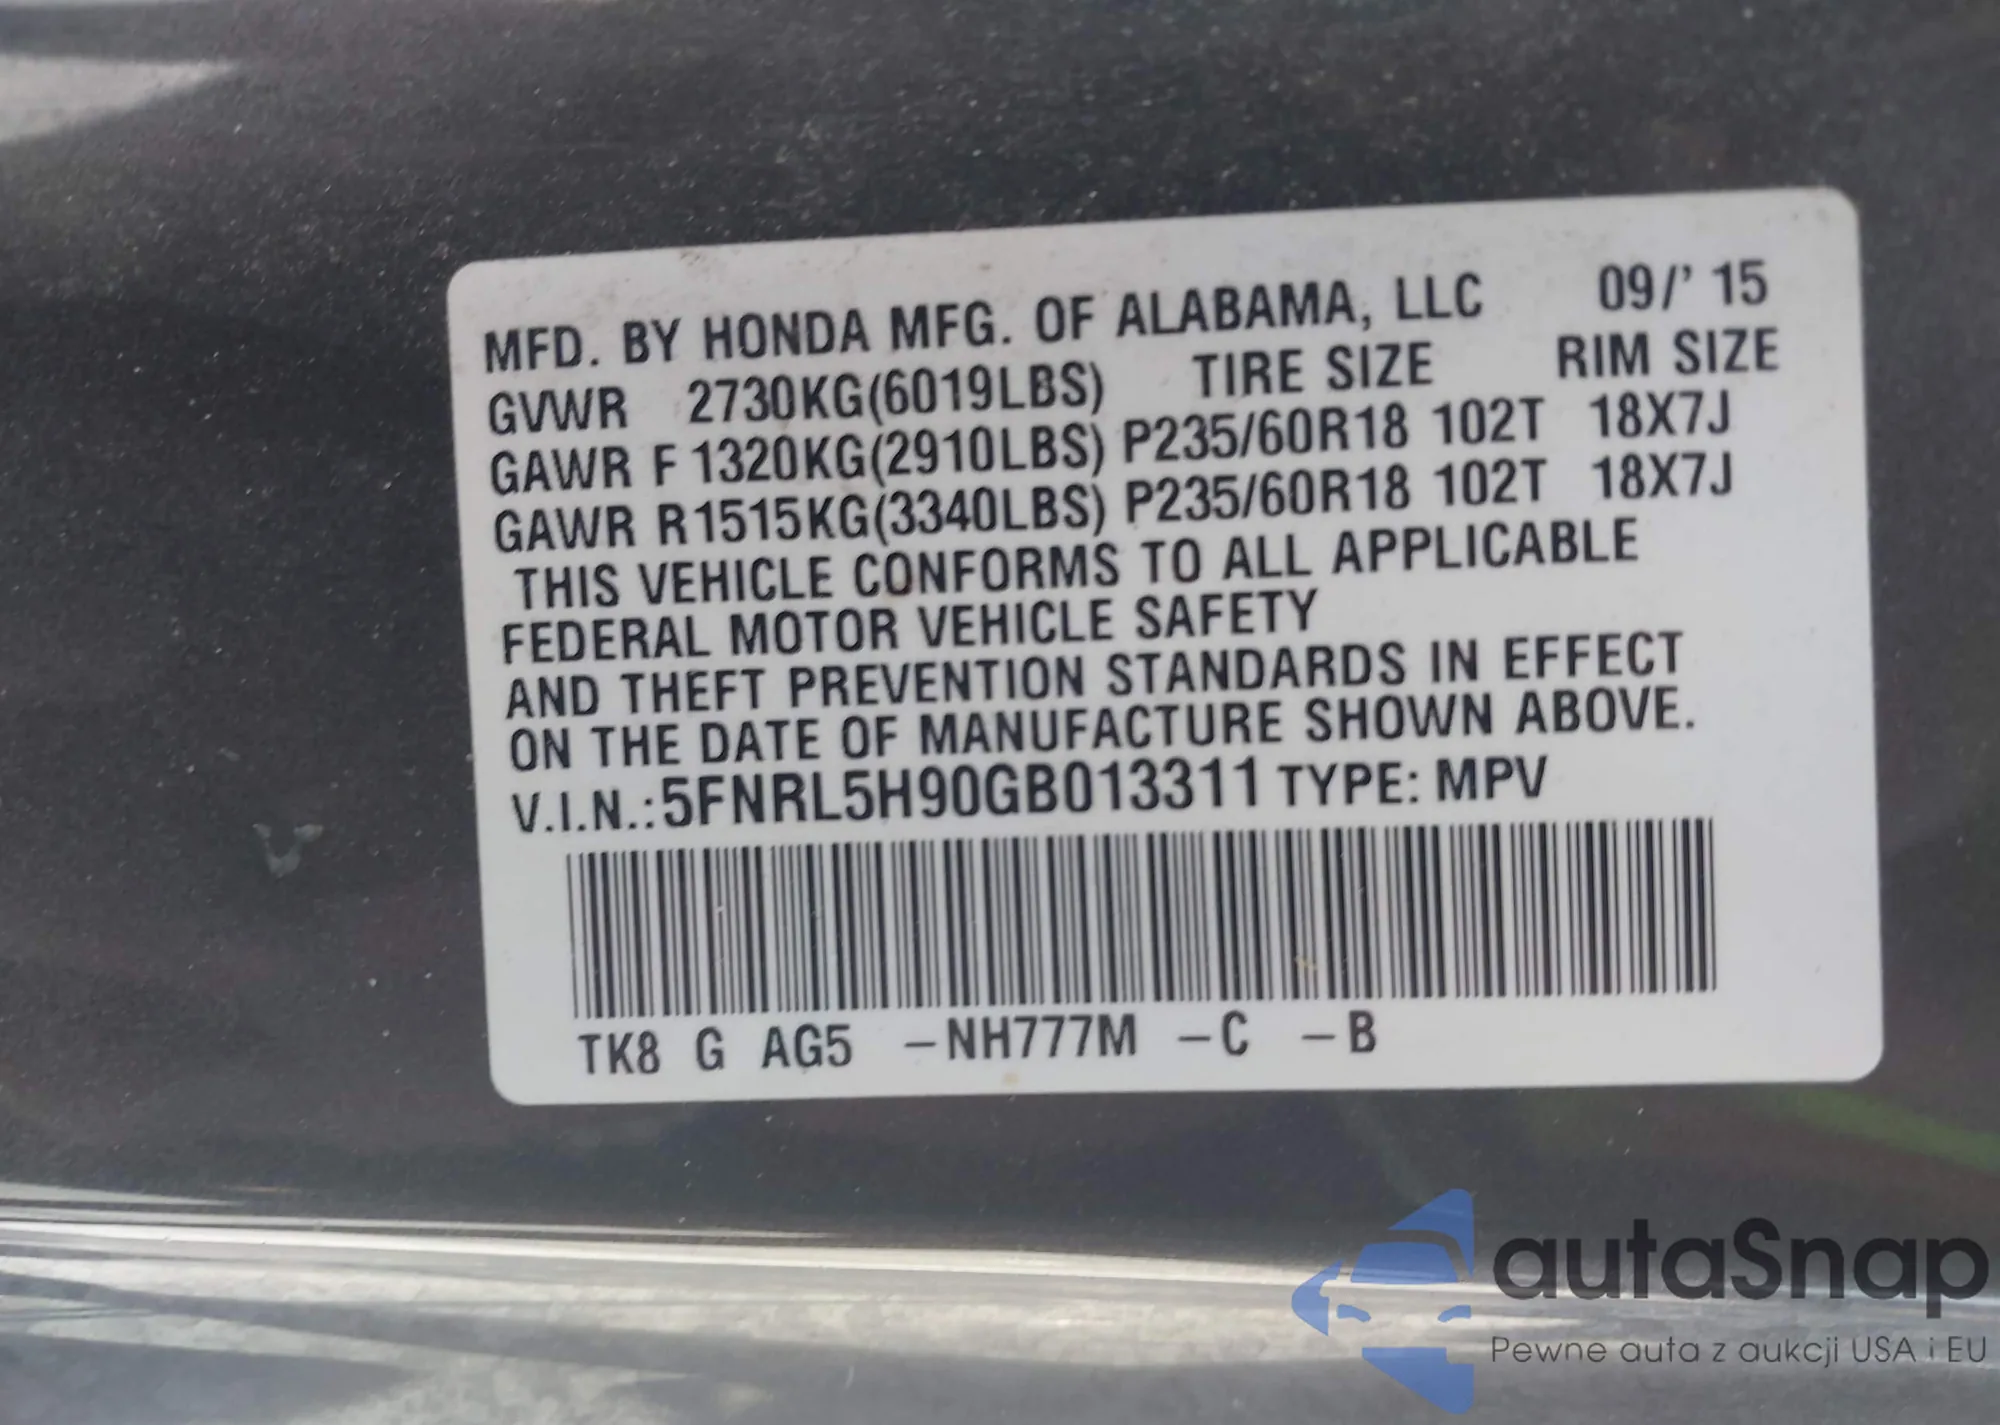 MFD. BY HONDA MFG. OF ALABAMA, LLC 09/' 15
GVWR 2730KG(6019LBS) TIRE SIZE RIM SIZE
GAWR F 1320KG(2910LBS) P235/60R18 102T 18X7J
GAWR R 1515KG(3340LBS) P235/60R18 102T 18X7J
THIS VEHICLE CONFORMS TO ALL APPLICABLE
FEDERAL MOTOR VEHICLE SAFETY
AND THEFT PREVENTION STANDARDS IN EFFECT
ON THE DATE OF MANUFACTURE SHOWN ABOVE.
V.I.N.:5FNRL5H90GB013311 TYPE: MPV
TK8 G AG5 –NH777M –C –B
autaSnap
Pewne auta z aukcji USA i EU